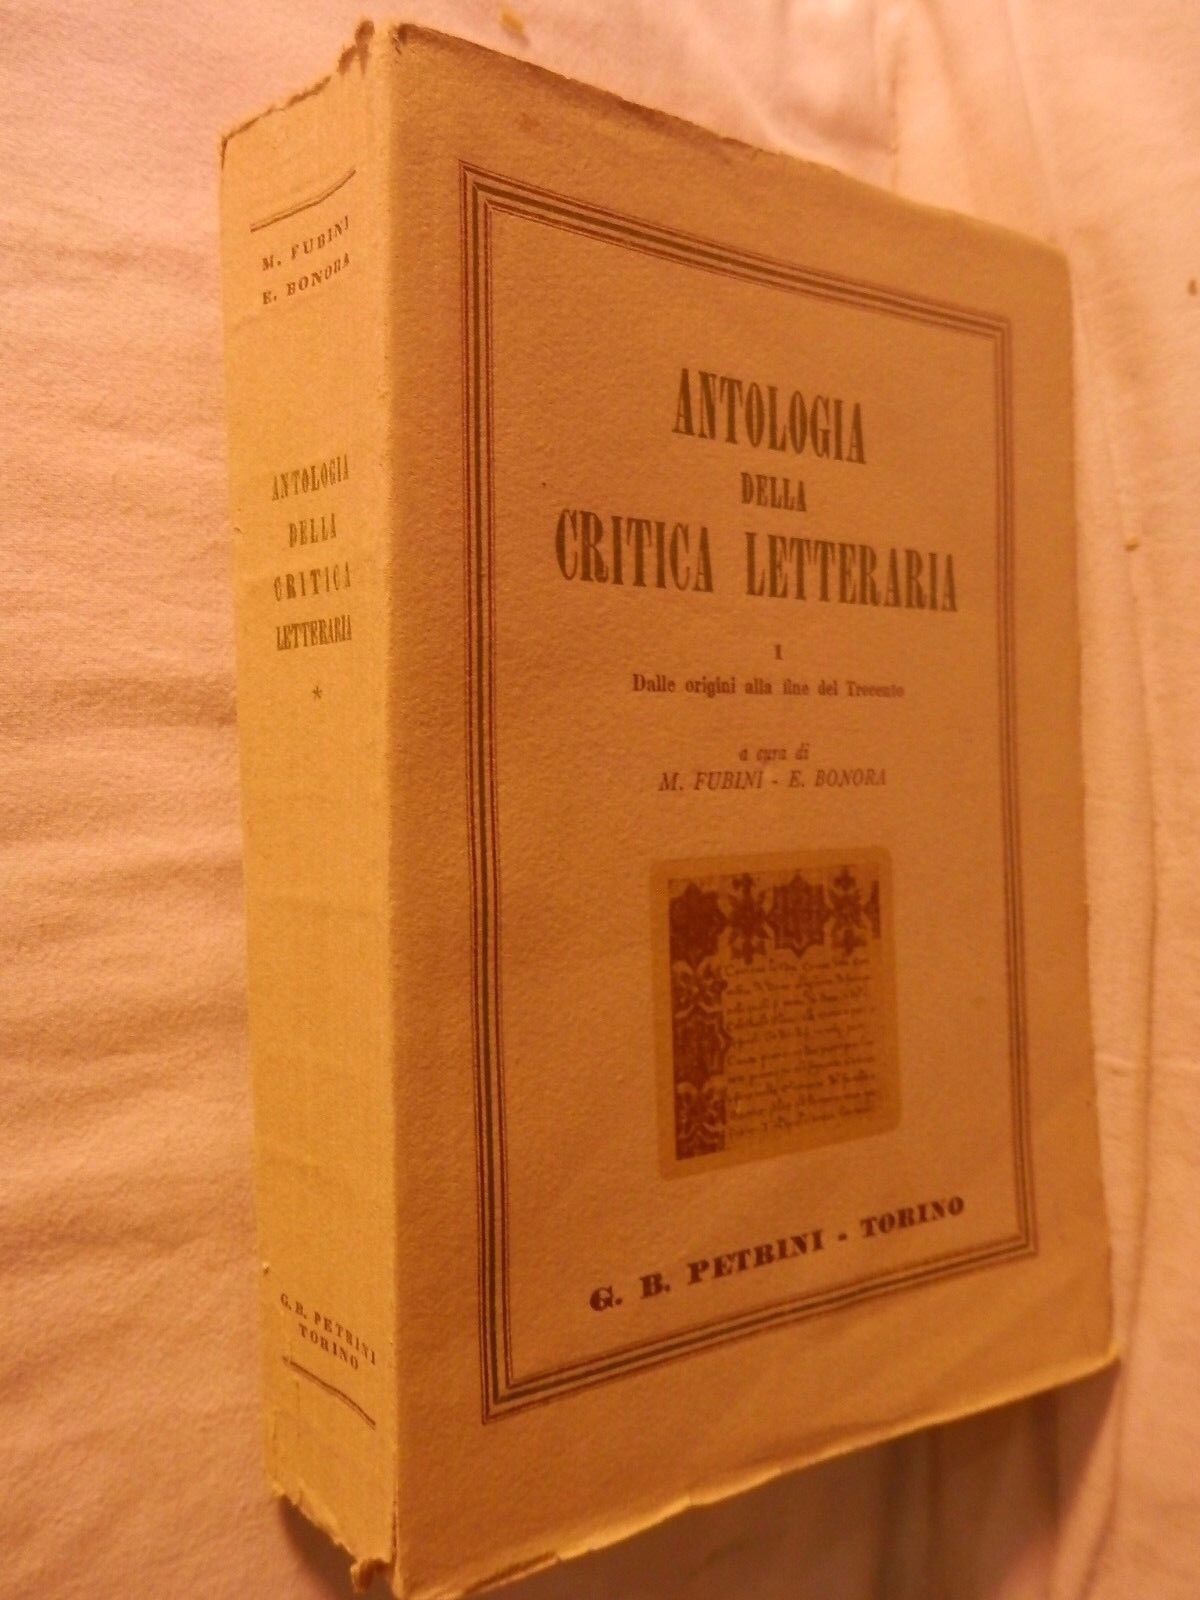 M. FUBINI
E. BONORA
ANTOLOGIA
DELLA
CRITICA
LETTERARIA
*
G. B. PETRINI
TORINO
ANTOLOGIA
DELLA
CRITICA LETTERARIA
I
Dalle origini alla fine del Trecento
a cura di
M. FUBINI - E. BONORA
G. B. PETRINI - TORINO